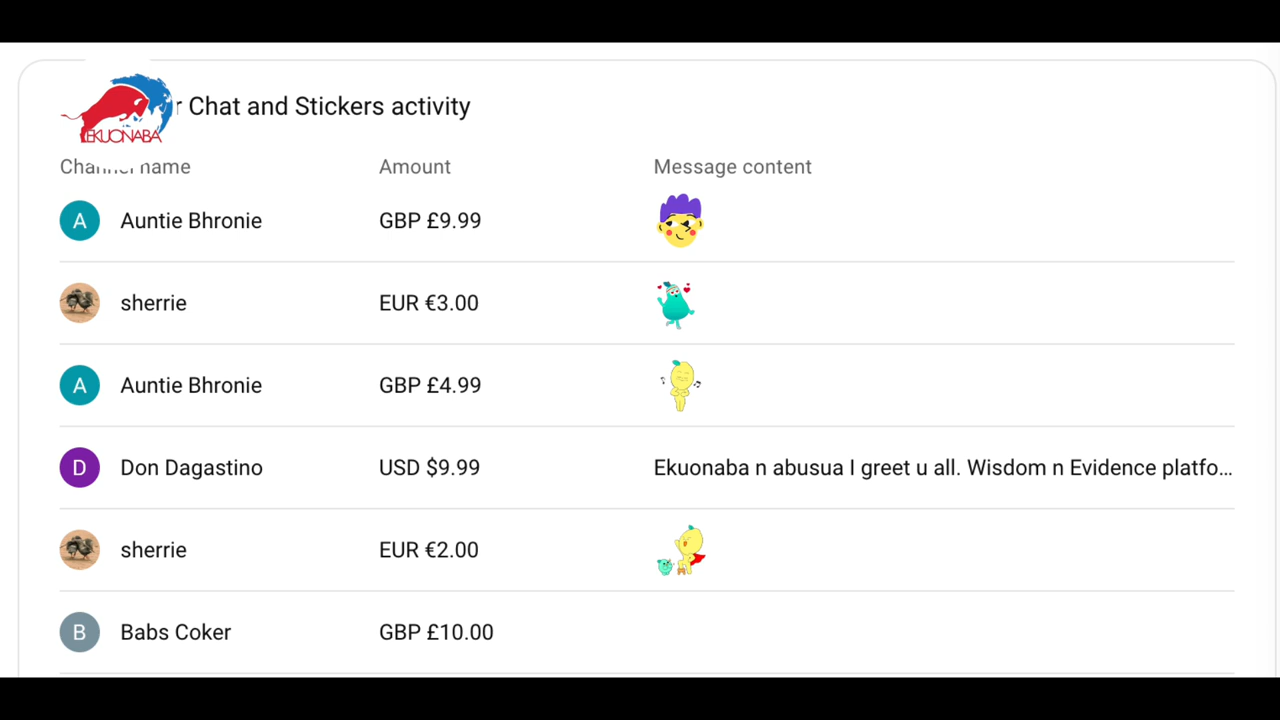 r Chat and Stickers activity
EKUONABA
Channel name Amount Message content
A Auntie Bhronie GBP £9.99
sherrie EUR €3.00
A Auntie Bhronie GBP £4.99
D Don Dagastino USD $9.99 Ekuonaba n abusua I greet u all. Wisdom n Evidence platfo...
sherrie EUR €2.00
B Babs Coker GBP £10.00